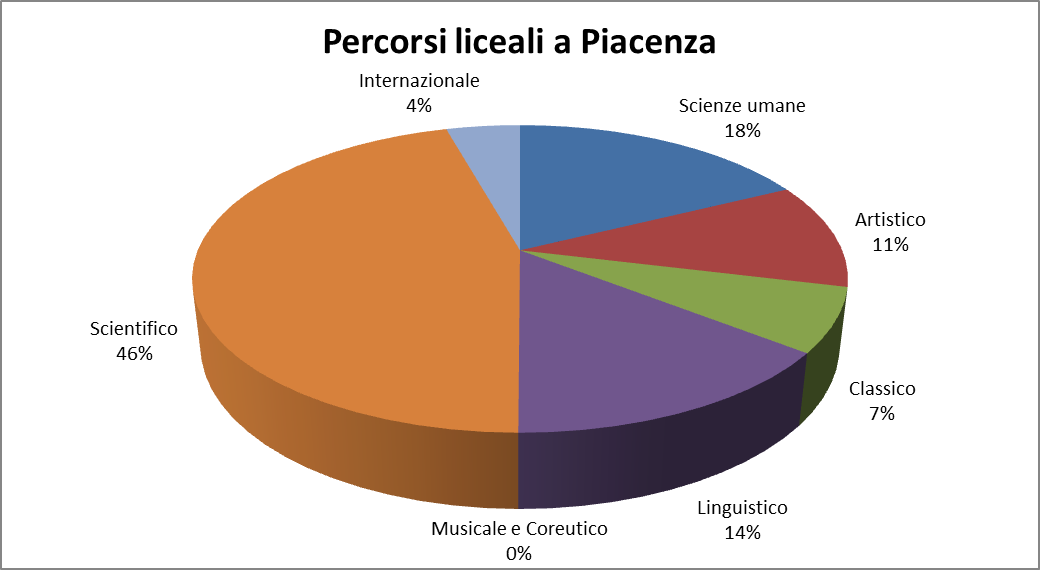 Percorsi liceali a Piacenza
Internazionale
4%
Scienze umane
18%
Artistico
11%
Scientifico
46%
Classico
7%
Linguistico
14%
Musicale e Coreutico
0%